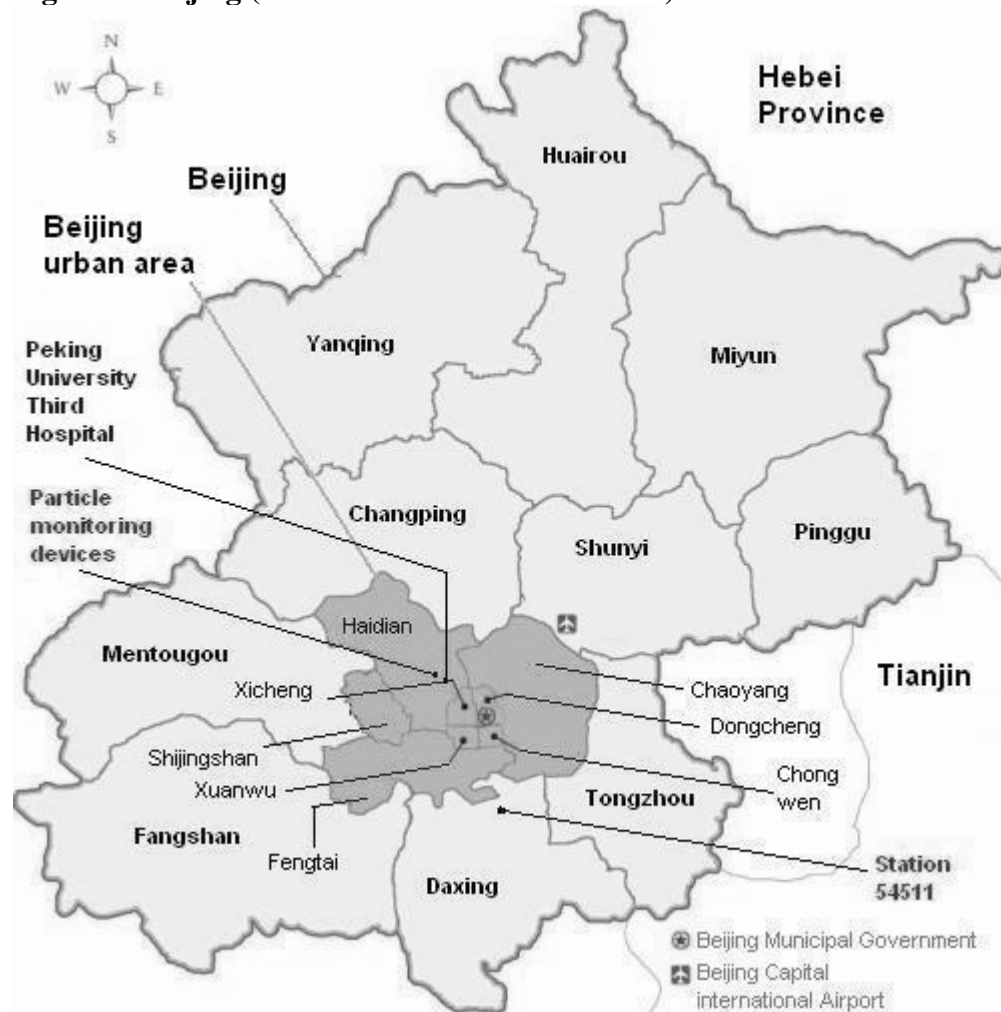 N
W
E
S
Hebei
Province
Huairou
Beijing
Beijing
urban area
Yanqing
Miyun
Peking
University
Third
Hospital
Particle
monitoring
devices
Changping
Shunyi
Pinggu
Haidian
Mentougou
Xicheng
Chaoyang
Tianjin
Dongcheng
Shijingshan
Xuanwu
Chong
wen
Tongzhou
Fangshan
Fengtai
Daxing
Station
54511
Beijing Municipal Government
Beijing Capital
international Airport